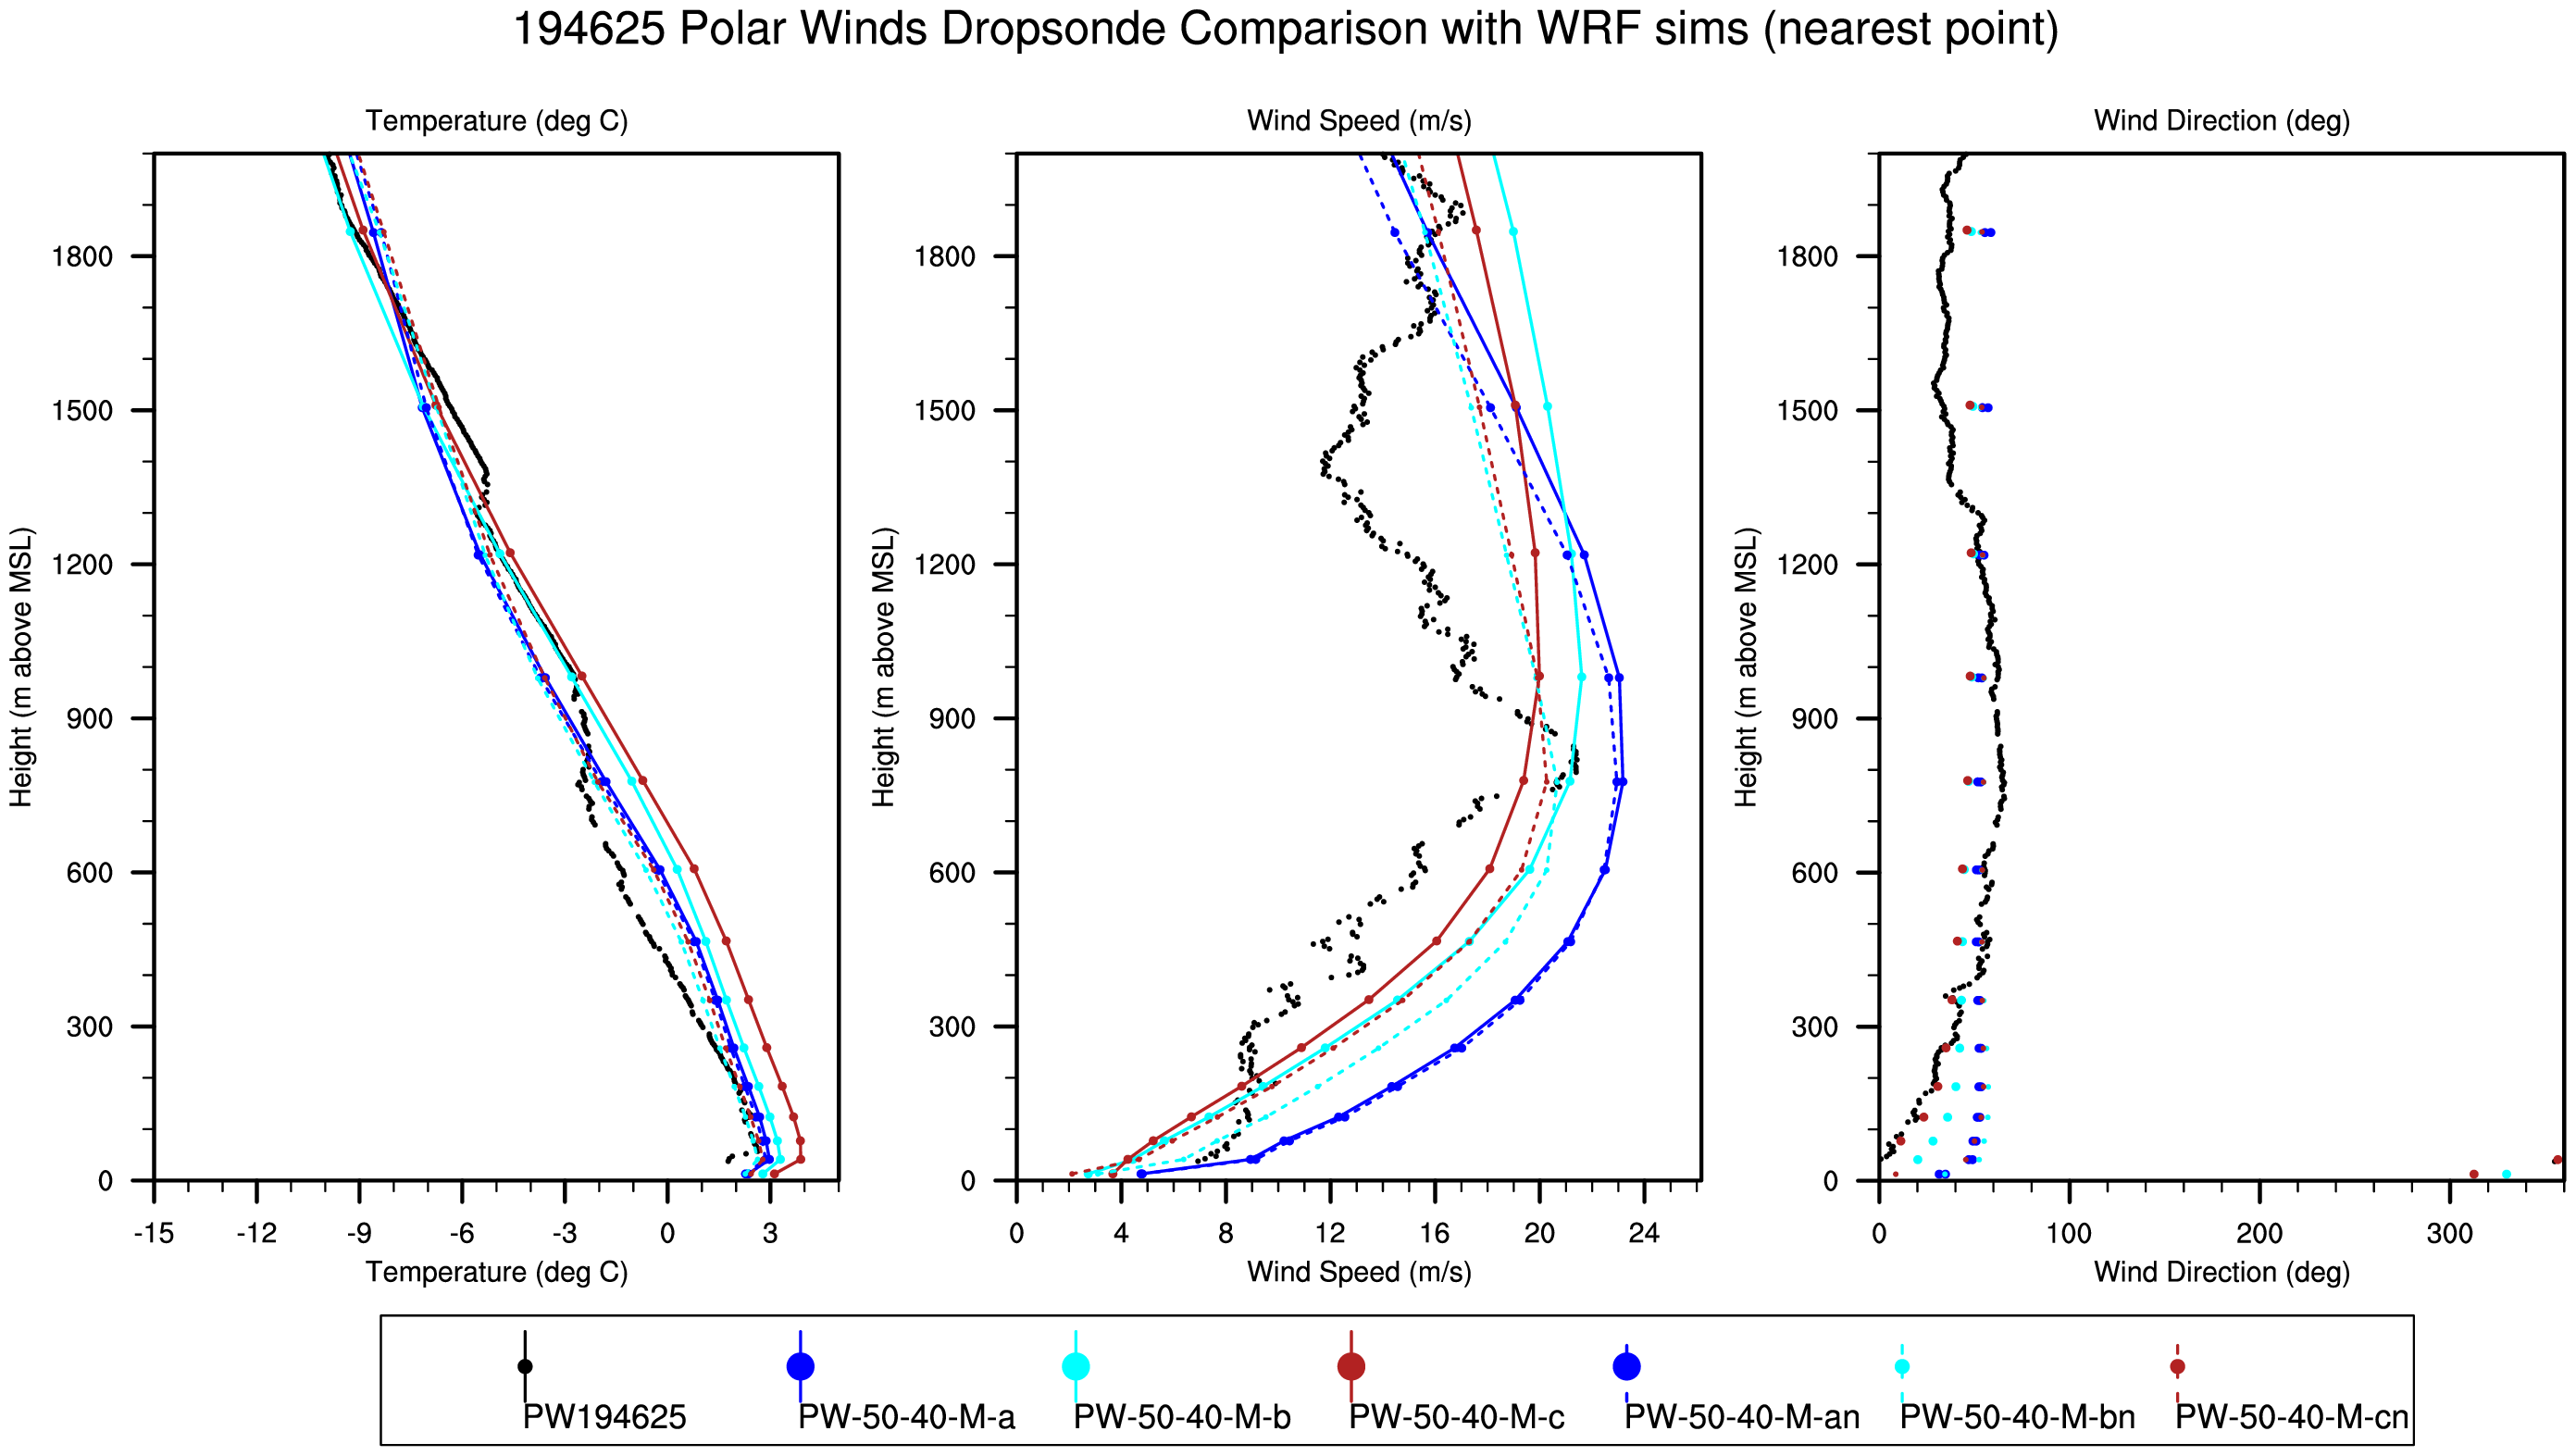 194625 Polar Winds Dropsonde Comparison with WRF sims (nearest point)
Temperature (deg C)
Wind Speed (m/s)
Wind Direction (deg)
Height (m above MSL)
1800
1500
1200
900
600
300
0
-15 -12 -9 -6 -3 0 3
Temperature (deg C)
Height (m above MSL)
1800
1500
1200
900
600
300
0
0 4 8 12 16 20 24
Wind Speed (m/s)
Height (m above MSL)
1800
1500
1200
900
600
300
0
0 100 200 300
Wind Direction (deg)
PW194625 PW-50-40-M-a PW-50-40-M-b PW-50-40-M-c PW-50-40-M-an PW-50-40-M-bn PW-50-40-M-cn